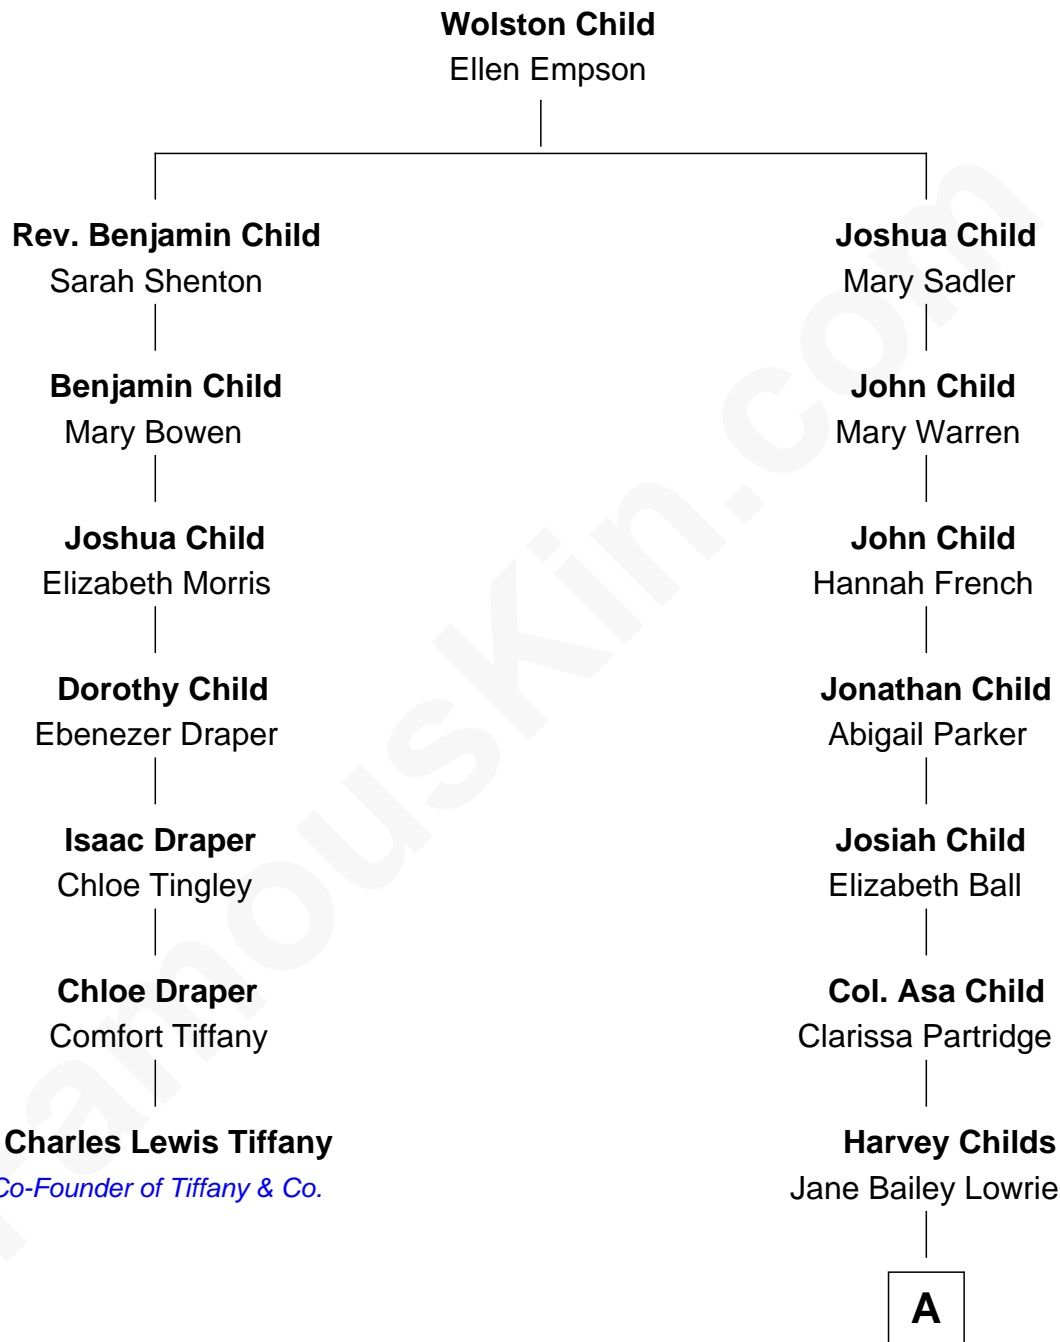 Wolston Child
Ellen Empson
Rev. Benjamin Child
Sarah Shenton
Joshua Child
Mary Sadler
Benjamin Child
Mary Bowen
John Child
Mary Warren
Joshua Child
Elizabeth Morris
John Child
Hannah French
Dorothy Child
Ebenezer Draper
Jonathan Child
Abigail Parker
Isaac Draper
Chloe Tingley
Josiah Child
Elizabeth Ball
Chloe Draper
Comfort Tiffany
Col. Asa Child
Clarissa Partridge
Charles Lewis Tiffany
Co-Founder of Tiffany & Co.
Harvey Childs
Jane Bailey Lowrie
A
FamousKin.com